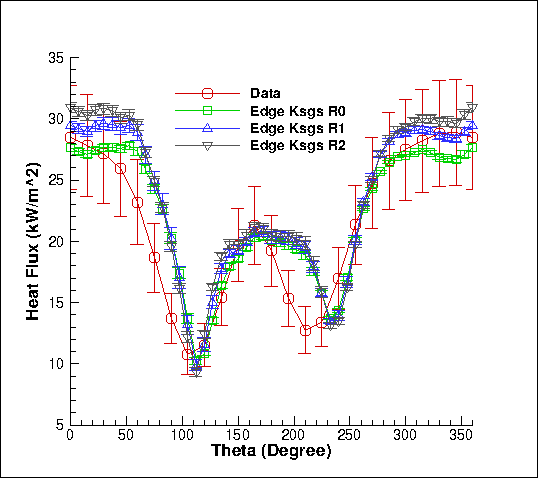 35
30
25
20
15
10
5
Heat Flux (kW/m^2)
Data
Edge Ksgs R0
Edge Ksgs R1
Edge Ksgs R2
0 50 100 150 200 250 300 350
Theta (Degree)